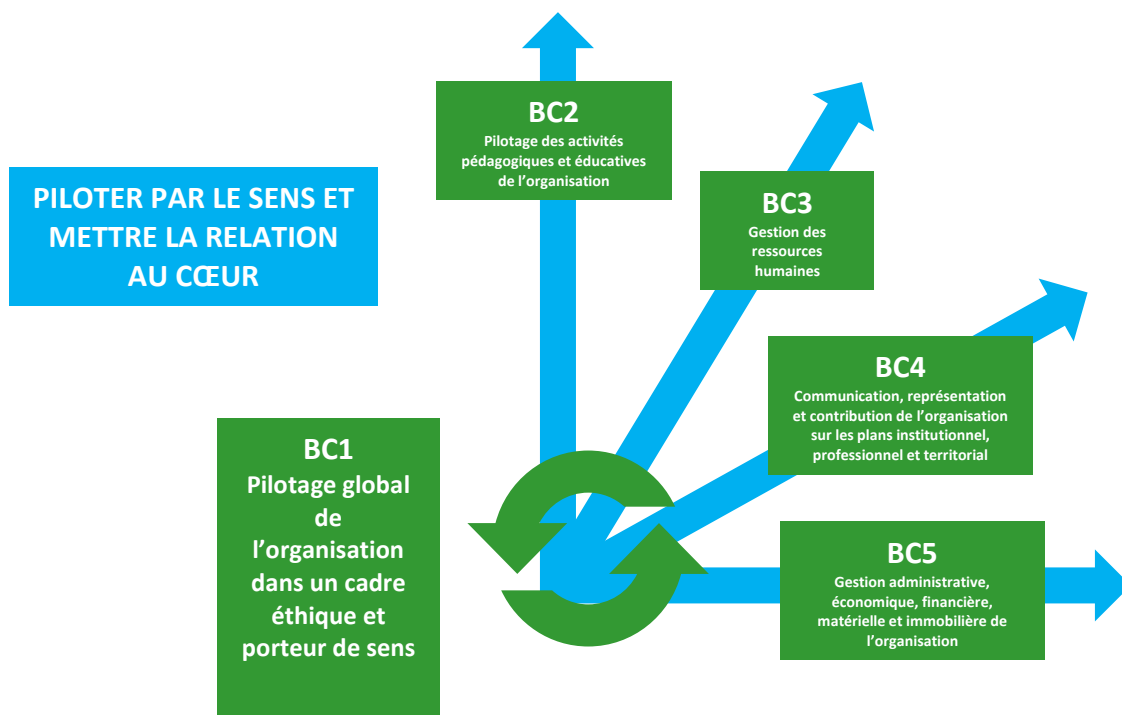 BC2
Pilotage des activités
pédagogiques et éducatives
de l’organisation
PILOTER PAR LE SENS ET
METTRE LA RELATION
AU CŒUR
BC3
Gestion des
ressources
humaines
BC4
Communication, représentation
et contribution de l’organisation
sur les plans institutionnel,
professionnel et territorial
BC1
Pilotage global
de
l’organisation
dans un cadre
éthique et
porteur de sens
BC5
Gestion administrative,
économique, financière,
matérielle et immobilière de
l’organisation